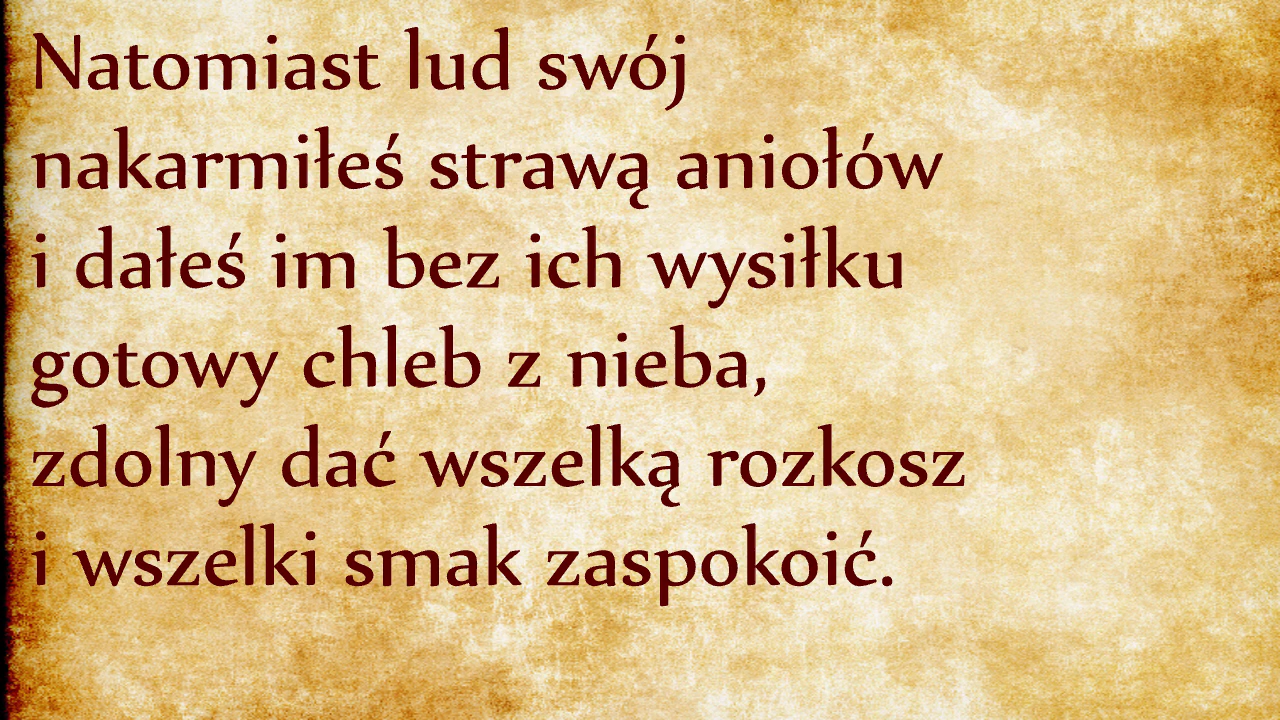 Natomiast lud swój
nakarmiłeś strawą aniołów
i dałeś im bez ich wysiłku
gotowy chleb z nieba,
zdolny dać wszelką rozkosz
i wszelki smak zaspokoić.